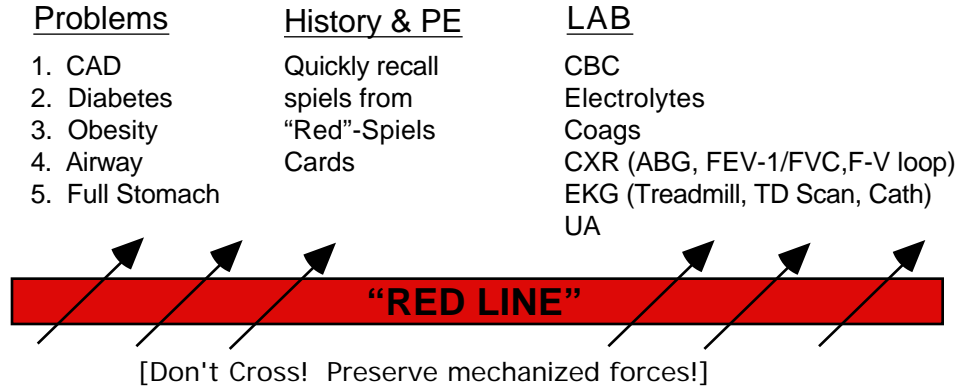 Problems
1. CAD
2. Diabetes
3. Obesity
4. Airway
5. Full Stomach
History & PE
Quickly recall
spiels from
“Red”-Spiels
Cards
LAB
CBC
Electrolytes
Coags
CXR (ABG, FEV-1/FVC,F-V loop)
EKG (Treadmill, TD Scan, Cath)
UA
“RED LINE”
[Don't Cross! Preserve mechanized forces!]